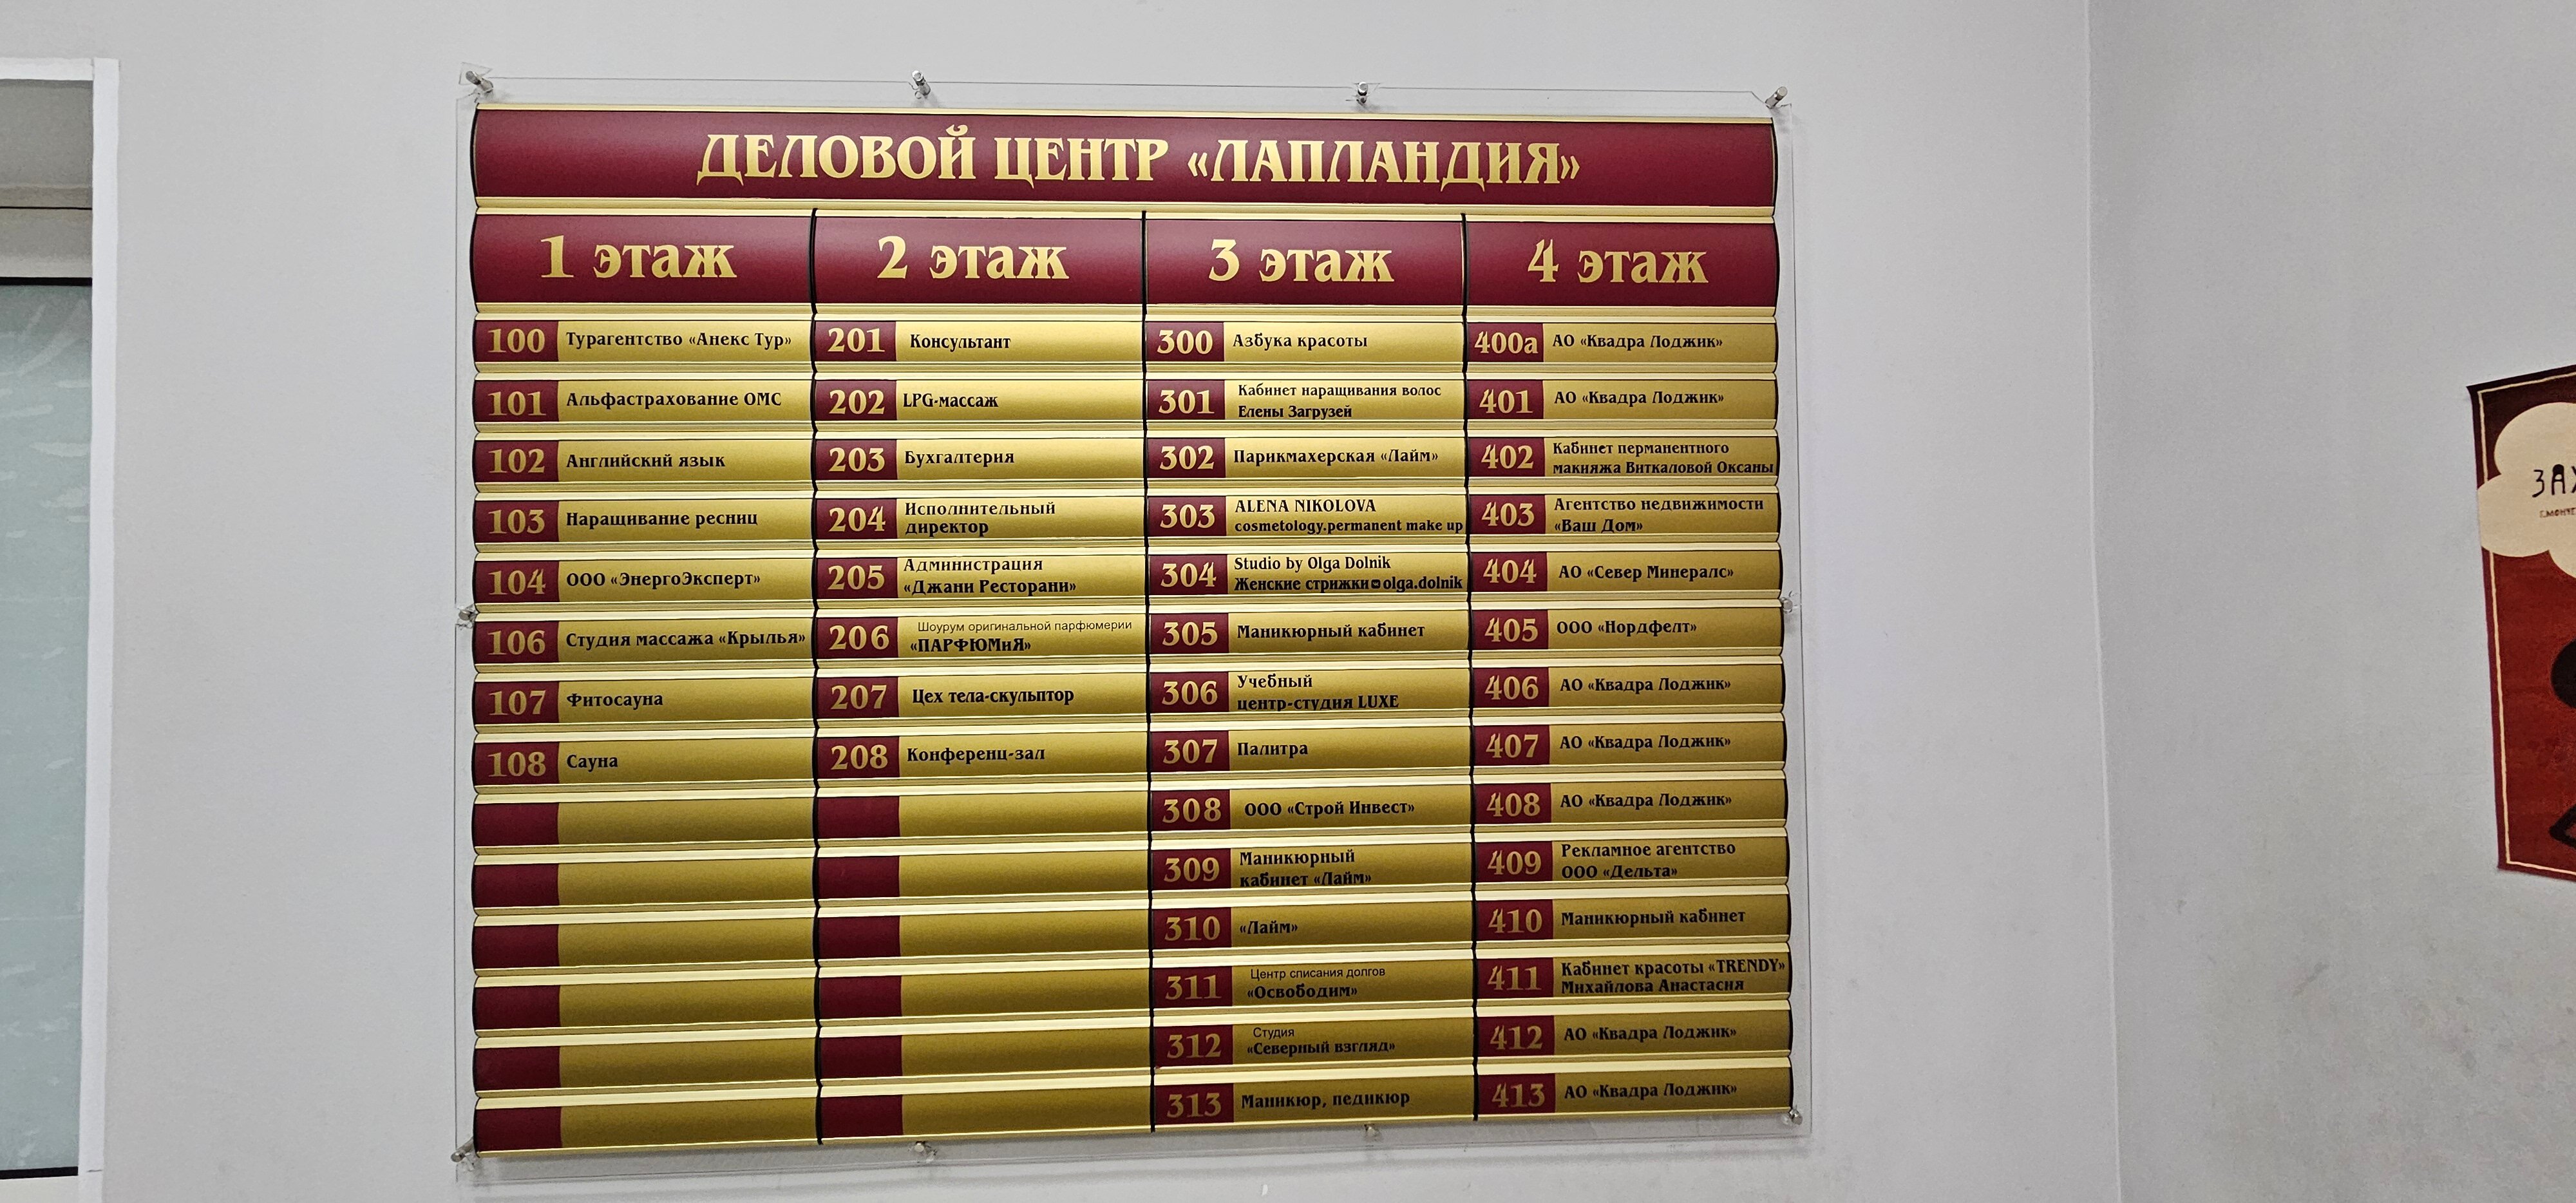 ДЕЛОВОЙ ЦЕНТР «ЛАПЛАНДИЯ»
1 этаж
100 Турагентство «Анекс Тур»
101 Альфастрахование ОМС
102 Английский язык
103 Наращивание ресниц
104 ООО «ЭнергоЭксперт»
106 Студия массажа «Крылья»
107 Фитосауна
108 Сауна
2 этаж
201 Консультант
202 LPG-массаж
203 Бухгалтерия
204 Исполнительный
директор
205 Администрация
«Джани Ресторани»
206 Шоурум оригинальной парфюмерии
«ПАРФЮМиЯ»
207 Цех тела-скульптор
208 Конференц-зал
3 этаж
300 Азбука красоты
301 Кабинет наращивания волос
Елены Загрузей
302 Парикмахерская «Лайм»
303 ALENA NIKOLOVA
cosmetology.permanent make up
304 Studio by Olga Dolnik
Женские стрижки olga.dolnik
305 Маникюрный кабинет
306 Учебный
центр-студия LUXE
307 Палитра
308 ООО «Строй Инвест»
309 Маникюрный
кабинет «Лайм»
310 «Лайм»
311 Центр списания долгов
«Освободим»
312 Студия
«Северный взгляд»
313 Маникюр, педикюр
4 этаж
400а АО «Квадра Лоджик»
401 АО «Квадра Лоджик»
402 Кабинет перманентного
макияжа Виткаловой Оксаны
403 Агентство недвижимости
«Ваш Дом»
404 АО «Север Минералс»
405 ООО «Нордфелт»
406 АО «Квадра Лоджик»
407 АО «Квадра Лоджик»
408 АО «Квадра Лоджик»
409 Рекламное агентство
ООО «Дельта»
410 Маникюрный кабинет
411 Кабинет красоты «TRENDY»
Михайлова Анастасия
412 АО «Квадра Лоджик»
413 АО «Квадра Лоджик»